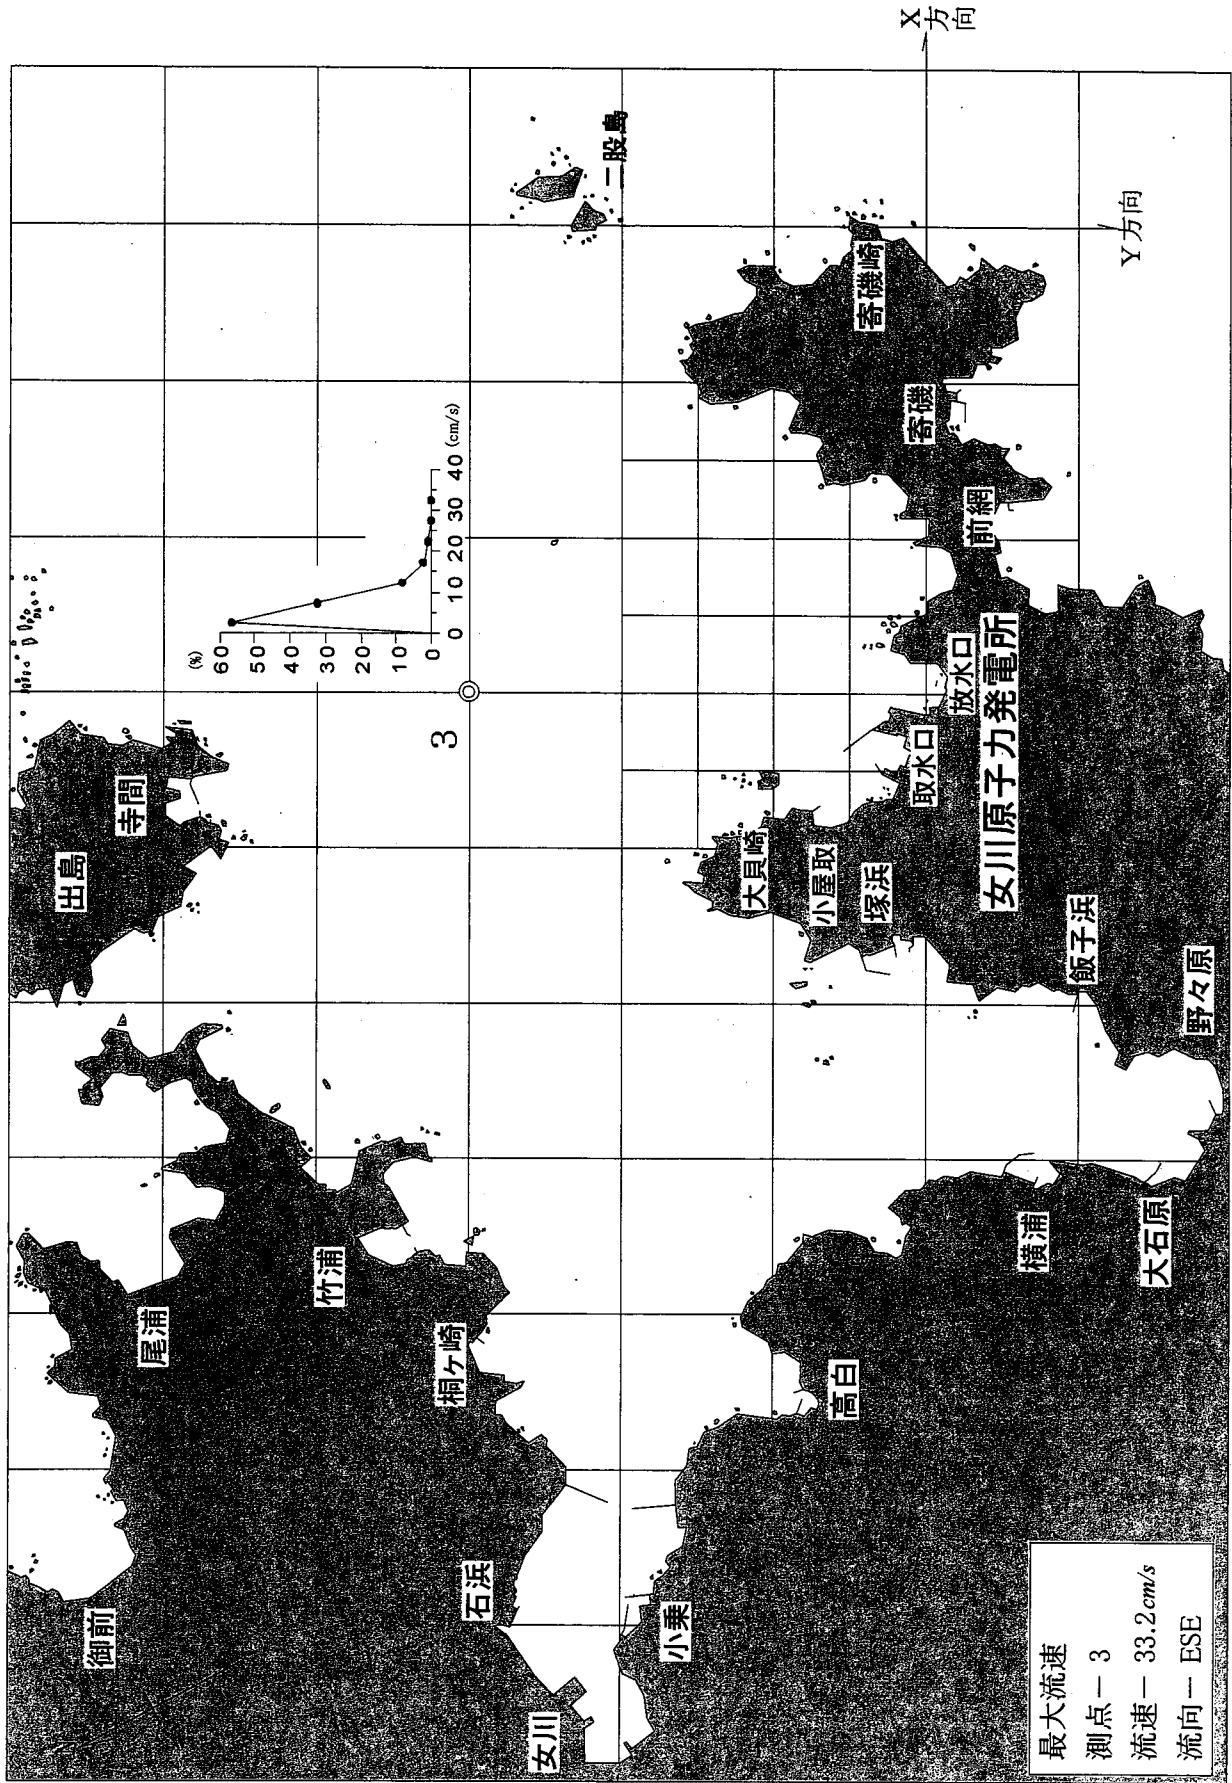 出島
寺間
御前
尾浦
竹浦
桐ヶ崎
石浜
女川
小乗
高白
横浦
大石原
野々原
飯子浜
塚浜
小屋取
大貝崎
取水口
放水口
女川原子力発電所
前網
寄磯
寄磯崎
二股島
X方向
Y方向
3
(%)
60
50
40
30
20
10
0
0 10 20 30 40 (cm/s)
最大流速
測点－3
流速－33.2cm/s
流向－ESE